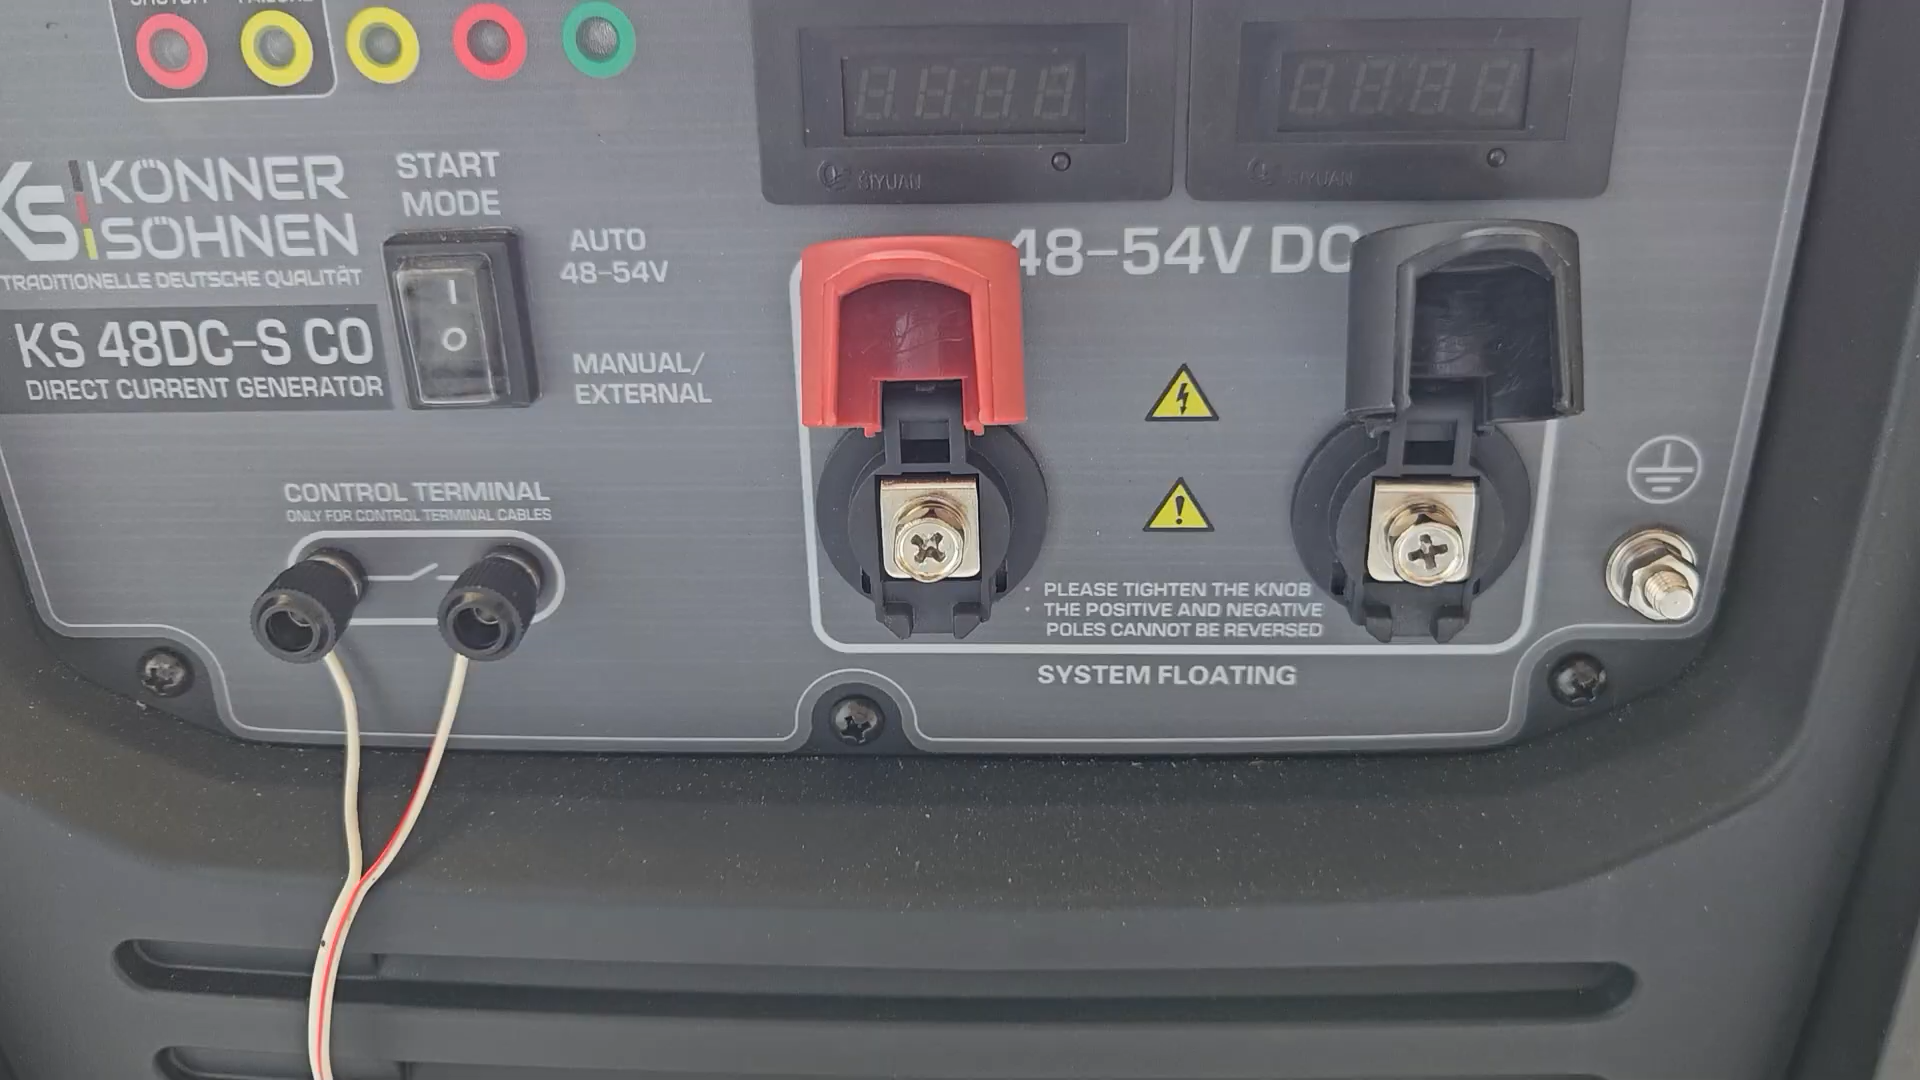 KS
KÖNNER
SÖHNEN
TRADITIONELLE DEUTSCHE QUALITÄT
KS 48DC-S CO
DIRECT CURRENT GENERATOR
START
MODE
I
O
AUTO
48-54V
MANUAL/
EXTERNAL
CONTROL TERMINAL
ONLY FOR CONTROL TERMINAL CABLES
SIYUAN
SIYUAN
48-54V DC
· PLEASE TIGHTEN THE KNOB
· THE POSITIVE AND NEGATIVE
POLES CANNOT BE REVERSED
SYSTEM FLOATING